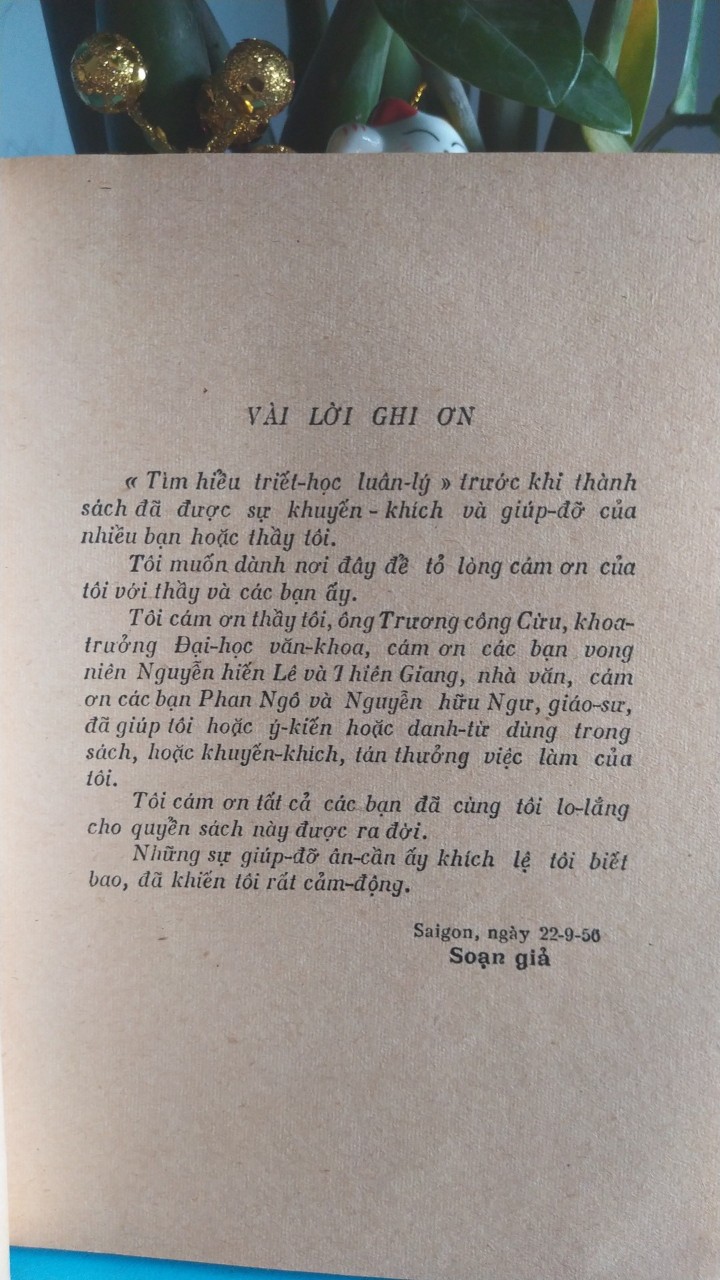 VÀI LỜI GHI ƠN
« Tìm hiểu triết-học luân-lý » trước khi thành
sách đã được sự khuyến - khích và giúp-đỡ của
nhiều bạn hoặc thầy tôi.
Tôi muốn dành nơi đây để tỏ lòng cám ơn của
tôi với thầy và các bạn ấy.
Tôi cám ơn thầy tôi, ông Trương công Cừu, khoa-
trưởng Đại-học văn-khoa, cám ơn các bạn vong
niên Nguyễn hiến Lê và Thiên Giang, nhà văn, cám
ơn các bạn Phan Ngô và Nguyễn hữu Ngư, giáo-sư,
đã giúp tôi hoặc ý-kiến hoặc danh-từ dùng trong
sách, hoặc khuyến-khích, tán thưởng việc làm của
tôi.
Tôi cám ơn tất cả các bạn đã cùng tôi lo-lắng
cho quyển sách này được ra đời.
Những sự giúp-đỡ ân-cần ấy khích lệ tôi biết
bao, đã khiến tôi rất cảm-động.
Saigon, ngày 22-9-56
Soạn giả